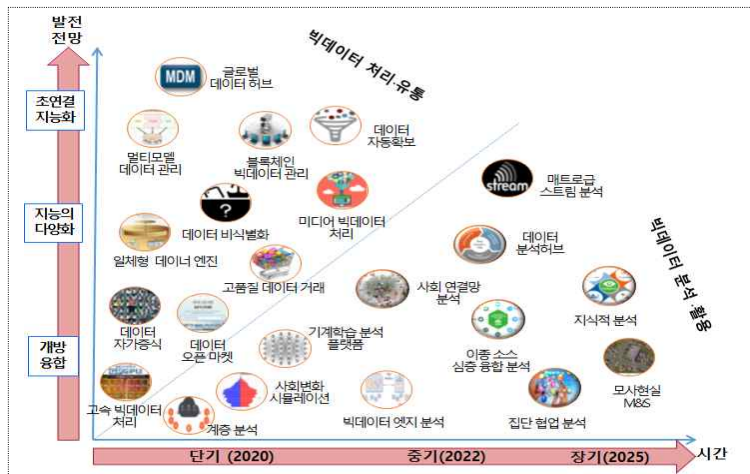 발전
전망
빅데이터 처리.유통
MDM
글로벌
데이터 허브
초연결
지능화
멀티모델
데이터 관리
블록체인
빅데이터 관리
데이터
자동확보
stream
매트로급
스트림 분석
지능의
다양화
?
데이터 비식별화
미디어 빅데이터
처리
일체형 데이너 엔진
데이터
분석허브
빅데이터 분석.활용
고품질 데이터 거래
사회 연결망
분석
지식적 분석
데이터
자가증식
데이터
오픈 마켓
기계학습 분석
플랫폼
이종 소스
심층 융합 분석
개방
융합
모사현실
M&S
고속 빅데이터
처리
사회변화
시뮬레이션
계층 분석
빅데이터 엣지 분석
집단 협업 분석
단기 (2020)
중기(2022)
장기(2025)
시간